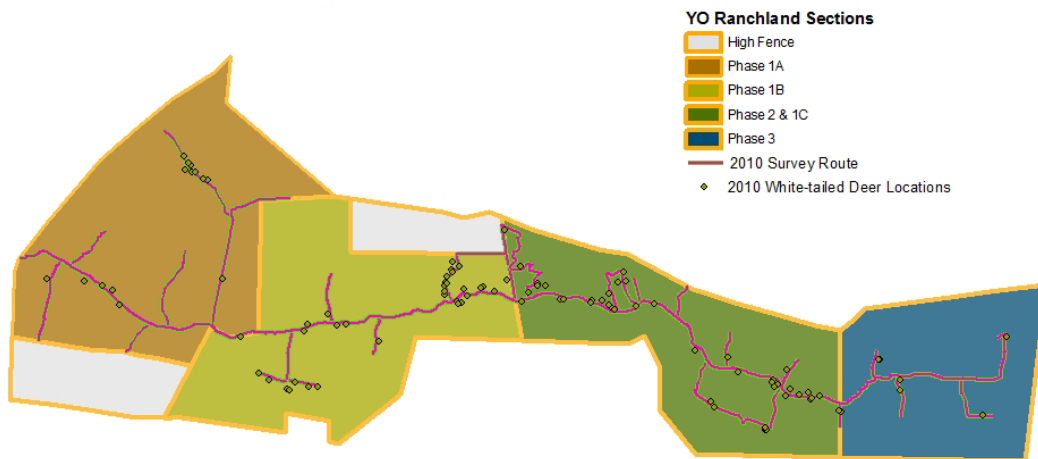 YO Ranchland Sections
High Fence
Phase 1A
Phase 1B
Phase 2 & 1C
Phase 3
2010 Survey Route
2010 White-tailed Deer Locations